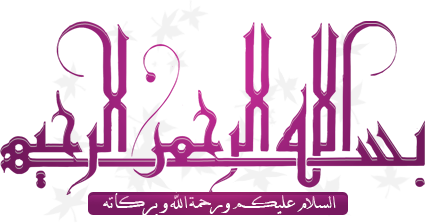 بسم الله الرحمن الرحيم
السلام عليكم ورحمة الله وبركاته